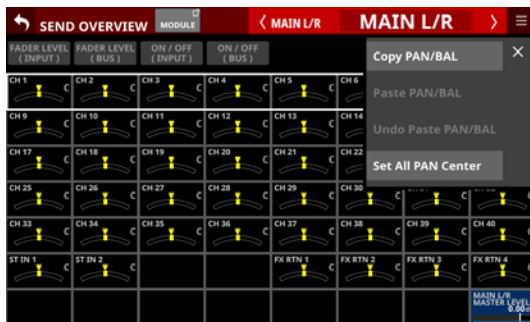 SEND OVERVIEW MODULE MAIN L/R MAIN L/R
FADER LEVEL (INPUT) FADER LEVEL (BUS) ON / OFF (INPUT) ON / OFF (BUS)
Copy PAN/BAL
Paste PAN/BAL
Undo Paste PAN/BAL
Set All PAN Center
CH 1 C CH 2 C CH 3 C CH 4 C CH 5 C CH 6
CH 9 C CH 10 C CH 11 C CH 12 C CH 13 C CH 14
CH 17 C CH 18 C CH 19 C CH 20 C CH 21 C CH 22
CH 25 C CH 26 C CH 27 C CH 28 C CH 29 C CH 30 C C C
CH 33 C CH 34 C CH 35 C CH 36 C CH 37 C CH 38 C CH 39 C CH 40 C
ST IN 1 C ST IN 2 C FX RTN 1 C FX RTN 2 C FX RTN 3 C FX RTN 4 C
MAIN L/R
MASTER LEVEL
0.00